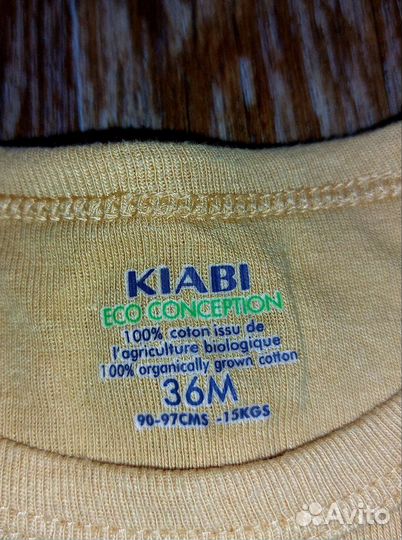 KIABI
ECO CONCEPTION
100% coton issu de
l'agriculture biologique
100% organically grown cotton
36M
90-97CMS -15KGS
Avito